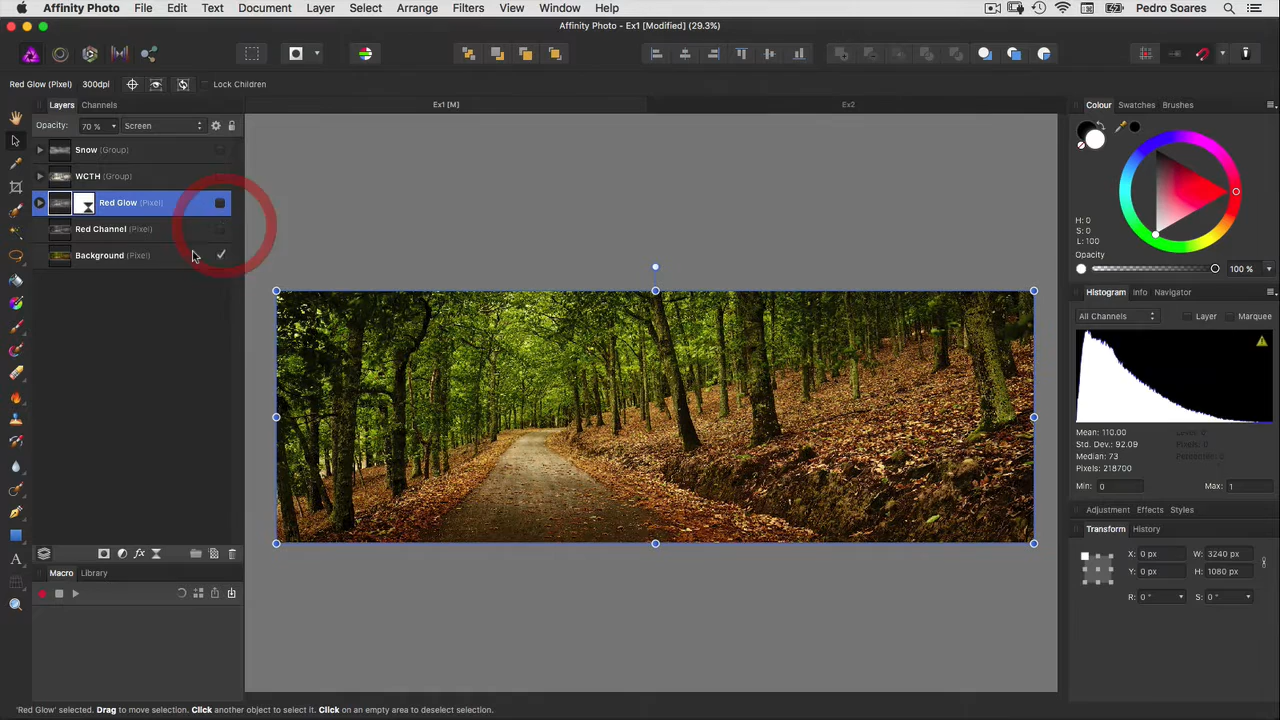 Affinity Photo File Edit Text Document Layer Select Arrange Filters View Window Help Pedro Soares
Affinity Photo - Ex1 [Modified] (29.3%)
Red Glow (Pixel) 300dpi Lock Children
Layers Channels
Ex1 [M] Ex2
Colour Swatches Brushes
Opacity: 70 % Screen
Snow (Group)
WCTH (Group)
Red Glow (Pixel)
Red Channel (Pixel)
Background (Pixel)
H: 0
S: 0
L: 100
Opacity
100 %
Histogram Info Navigator
All Channels Layer Marquee
Mean: 110.00
Std. Dev.: 92.09
Median: 73
Pixels: 218700
Min: 0 Max: 1
Adjustment Effects Styles
Transform History
X: 0 px W: 3240 px
Y: 0 px H: 1080 px
R: 0 ° S: 0 °
Macro Library
'Red Glow' selected. Drag to move selection. Click another object to select it. Click on an empty area to deselect selection.